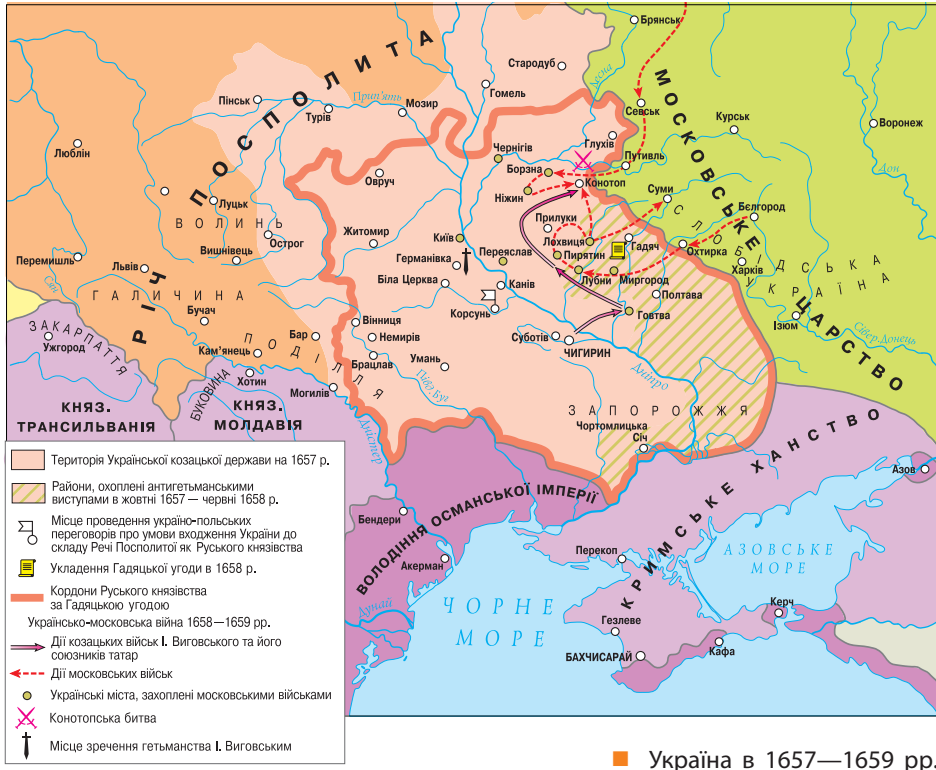 Брянськ
Стародуб
Десна
Гомель
РІЧ ПОСПОЛИТА
Пінськ
Прип'ять
Турів
Мозир
Севськ
МОСКОВСЬКЕ ЦАРСТВО
Курськ
Воронеж
Дон
Люблін
Чернігів
Глухів
Путивль
Борзна
Конотоп
Овруч
Ніжин
Суми
Бєлгород
Луцьк
ВОЛИНЬ
Прилуки
СЛОБІДСЬКА УКРАЇНА
Острог
Житомир
Київ
Лохвиця
Гадяч
Охтирка
Перемишль
Вишнівець
Переяслав
Пирятин
Харків
Львів
Германівка
Лубни
Миргород
Сян
ГАЛИЧИНА
Біла Церква
Канів
Полтава
Бучач
Корсунь
Говтва
Ізюм
Сівер. Донець
ЗАКАРПАТТЯ
Вінниця
Ужгород
Бар
Немирів
Суботів
ЧИГИРИН
ПОДІЛЛЯ
Кам'янець
Брацлав
Умань
Дніпро
Хотин
Півд. Буг
БУКОВИНА
Могилів
КНЯЗ. ТРАНСИЛЬВАНІЯ
КНЯЗ. МОЛДАВІЯ
Дністер
ЗАПОРОЖЖЯ
Чортомлицька Січ
ВОЛОДІННЯ ОСМАНСЬКОЇ ІМПЕРІЇ
КРИМСЬКЕ ХАНСТВО
Азов
Бендери
Акерман
Перекоп
АЗОВСЬКЕ МОРЕ
Дунай
ЧОРНЕ МОРЕ
Гезлеве
Керч
БАХЧИСАРАЙ
Кафа
Територія Української козацької держави на 1657 р.
Райони, охоплені антигетьманськими
виступами в жовтні 1657 — червні 1658 р.
Місце проведення україно-польських
переговорів про умови входження України до
складу Речі Посполитої як Руського князівства
Укладення Гадяцької угоди в 1658 р.
Кордони Руського князівства
за Гадяцькою угодою
Українсько-московська війна 1658—1659 рр.
Дії козацьких військ І. Виговського та його
союзників татар
Дії московських військ
Українські міста, захоплені московськими військами
Конотопська битва
Місце зречення гетьманства І. Виговським
Україна в 1657—1659 рр.